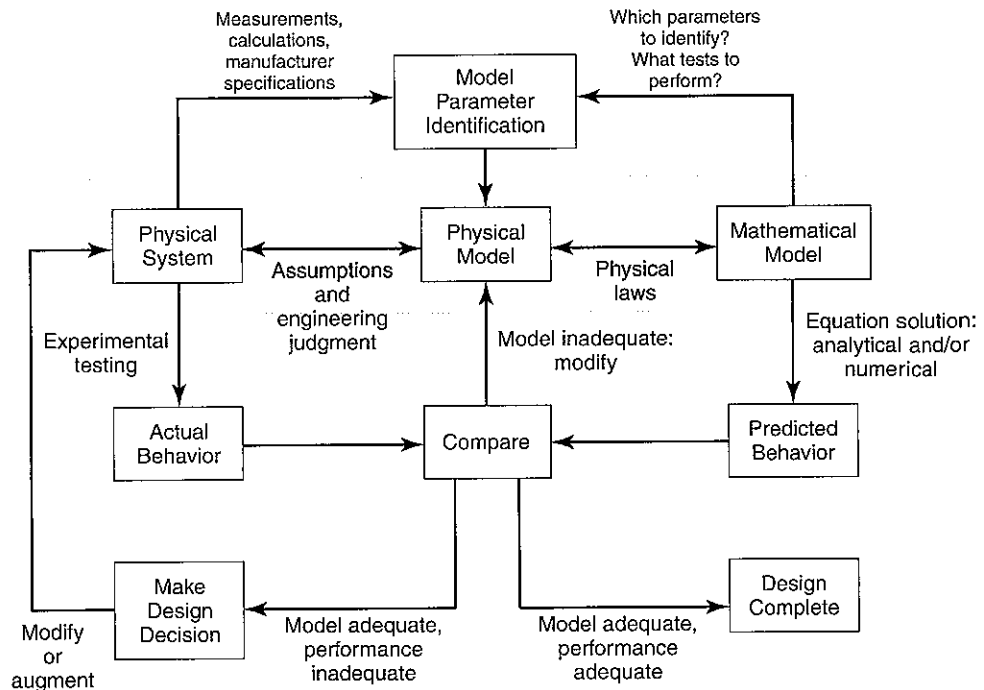 Measurements,
calculations,
manufacturer
specifications
Which parameters
to identify?
What tests to
perform?
Model
Parameter
Identification
Physical
System
Physical
Model
Mathematical
Model
Assumptions
and
engineering
judgment
Physical
laws
Experimental
testing
Model inadequate:
modify
Equation solution:
analytical and/or
numerical
Actual
Behavior
Compare
Predicted
Behavior
Make
Design
Decision
Design
Complete
Modify
or
augment
Model adequate,
performance
inadequate
Model adequate,
performance
adequate